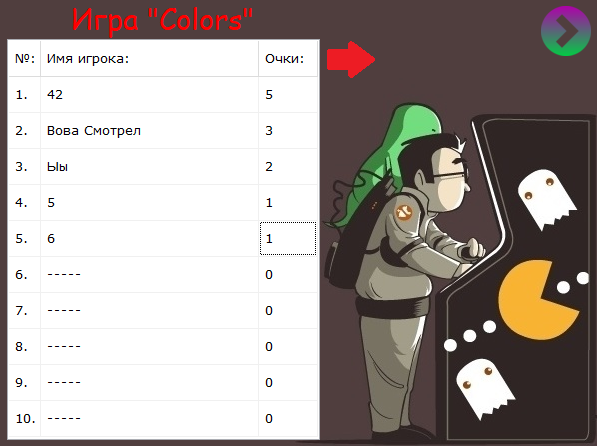 Игра "Colors"
№: Имя игрока: Очки:
1. 42 5
2. Вова Смотрел 3
3. Ыы 2
4. 5 1
5. 6 1
6. ----- 0
7. ----- 0
8. ----- 0
9. ----- 0
10. ----- 0